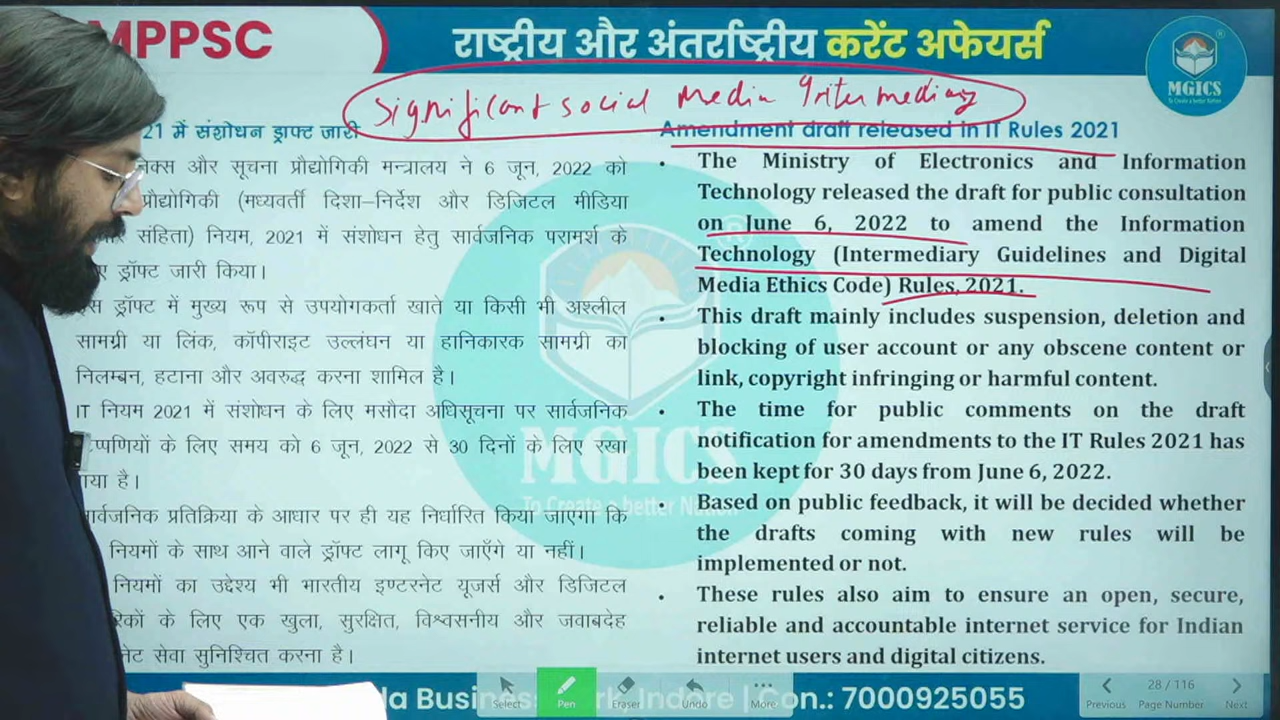 MPPSC
राष्ट्रीय और अंतर्राष्ट्रीय करेंट अफेयर्स
MGICS
To Create a better Nation
Significant social Media Intermediary
21 में संशोधन ड्राफ्ट जारी
और सूचना प्रौद्योगिकी मन्त्रालय ने 6 जून, 2022 को
प्रौद्योगिकी (मध्यवर्ती दिशा–निर्देश और डिजिटल मीडिया
संहिता) नियम, 2021 में संशोधन हेतु सार्वजनिक परामर्श के
ड्रॉफ्ट जारी किया।
ड्रॉफ्ट में मुख्य रूप से उपयोगकर्ता खाते या किसी भी अश्लील
सामग्री या लिंक, कॉपीराइट उल्लंघन या हानिकारक सामग्री का
निलम्बन, हटाना और अवरुद्ध करना शामिल है।
IT नियम 2021 में संशोधन के लिए मसौदा अधिसूचना पर सार्वजनिक
के लिए समय को 6 जून, 2022 से 30 दिनों के लिए रखा
गया है।
सार्वजनिक प्रतिक्रिया के आधार पर ही यह निर्धारित किया जाएगा कि
नियमों के साथ आने वाले ड्रॉफ्ट लागू किए जाएँगे या नहीं।
नियमों का उद्देश्य भी भारतीय इण्टरनेट यूजर्स और डिजिटल
के लिए एक खुला, सुरक्षित, विश्वसनीय और जवाबदेह
सेवा सुनिश्चित करना है।
Amendment draft released in IT Rules 2021
• The Ministry of Electronics and Information
Technology released the draft for public consultation
on June 6, 2022 to amend the Information
Technology (Intermediary Guidelines and Digital
Media Ethics Code) Rules, 2021.
• This draft mainly includes suspension, deletion and
blocking of user account or any obscene content or
link, copyright infringing or harmful content.
• The time for public comments on the draft
notification for amendments to the IT Rules 2021 has
been kept for 30 days from June 6, 2022.
• Based on public feedback, it will be decided whether
the drafts coming with new rules will be
implemented or not.
• These rules also aim to ensure an open, secure,
reliable and accountable internet service for Indian
internet users and digital citizens.
MGICS
To Create a better Nation
Indore | Con.: 7000925055
Select Pen Eraser Undo More
28 / 116
Previous Page Number Next